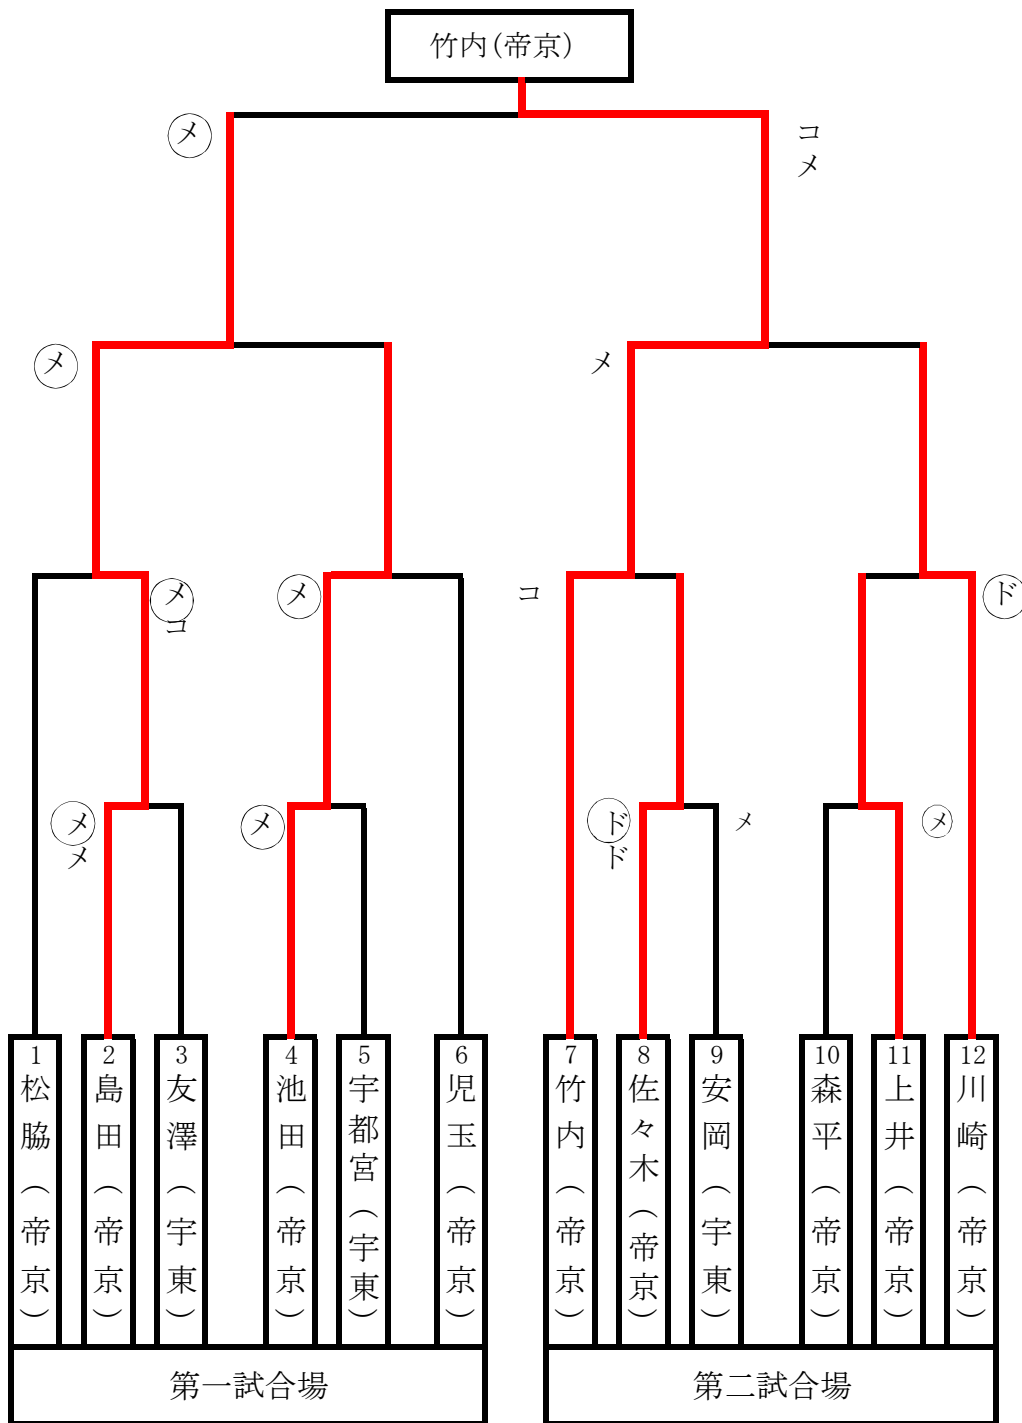 竹内(帝京)
メ
コ
メ
メ
メ
メ
コ
メ
コ
ド
メ
メ
メ
ド
ド
メ
メ
1 松脇(帝京)
2 島田(帝京)
3 友澤(宇東)
4 池田(帝京)
5 宇都宮(宇東)
6 児玉(帝京)
7 竹内(帝京)
8 佐々木(帝京)
9 安岡(宇東)
10 森平(帝京)
11 上井(帝京)
12 川崎(帝京)
第一試合場
第二試合場